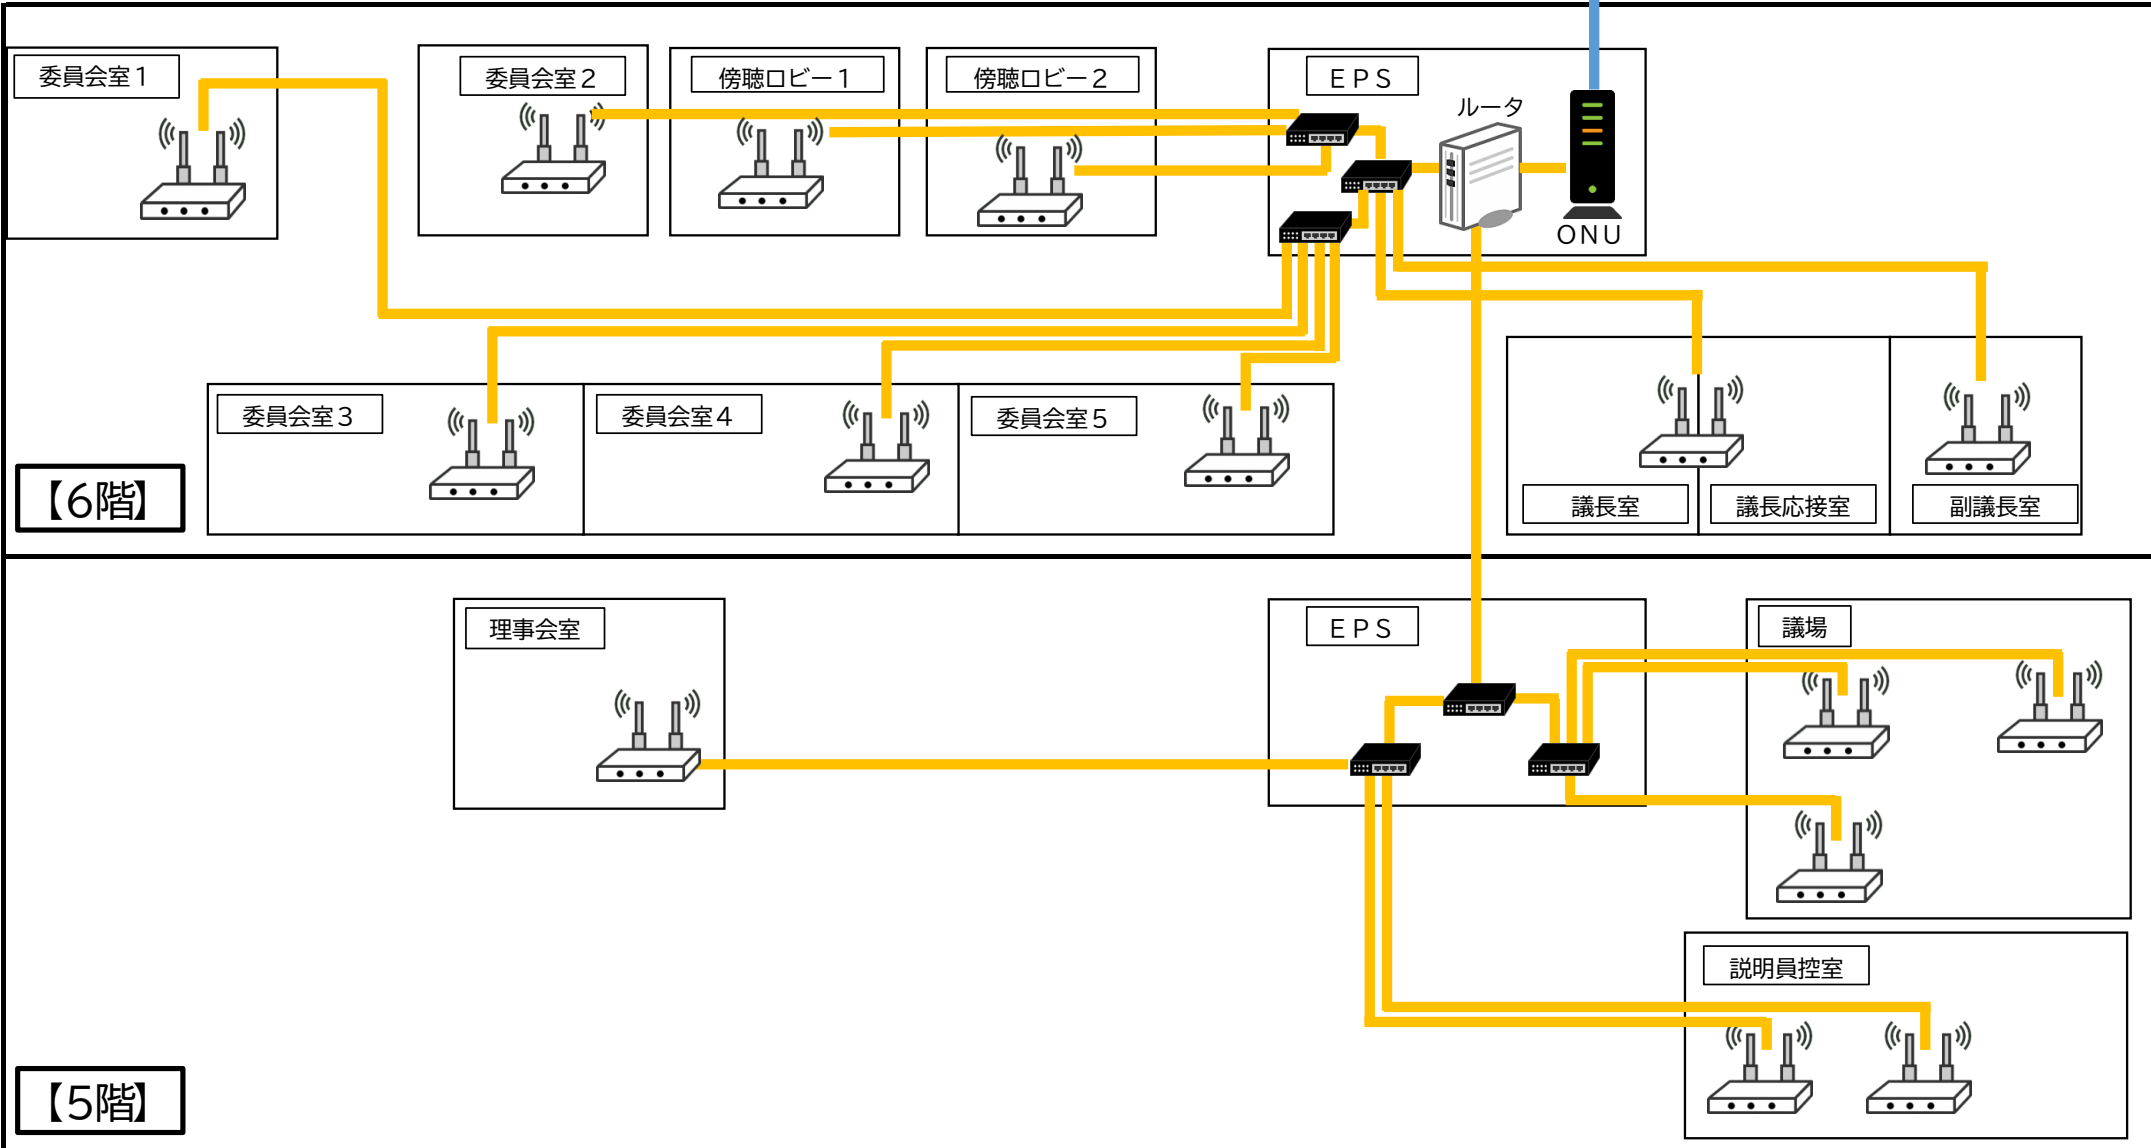 委員会室１
委員会室２
傍聴ロビー１
傍聴ロビー２
ＥＰＳ
ルータ
ＯＮＵ
委員会室３
委員会室４
委員会室５
議長室
議長応接室
副議長室
【6階】
理事会室
ＥＰＳ
議場
説明員控室
【5階】